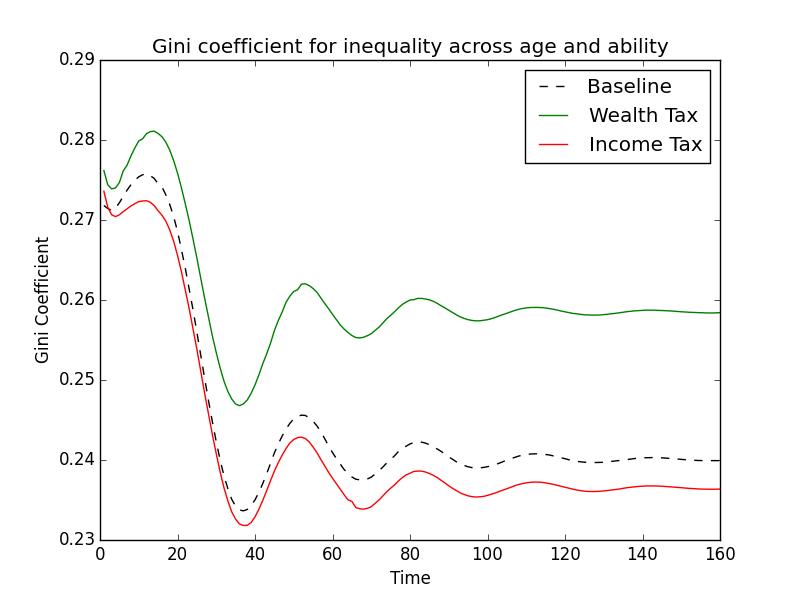 Gini coefficient for inequality across age and ability
0.29
0.28
0.27
0.26
0.25
0.24
0.23
Gini Coefficient
Baseline
Wealth Tax
Income Tax
0 20 40 60 80 100 120 140 160
Time